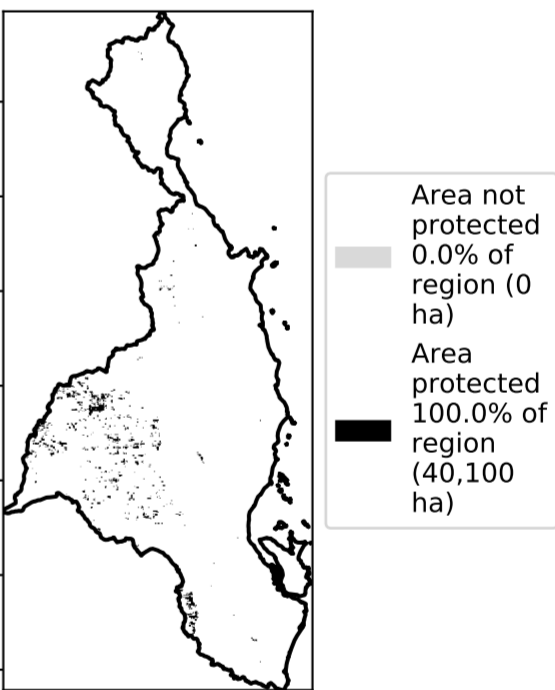 Area not
protected
0.0% of
region (0
ha)
Area
protected
100.0% of
region
(40,100
ha)